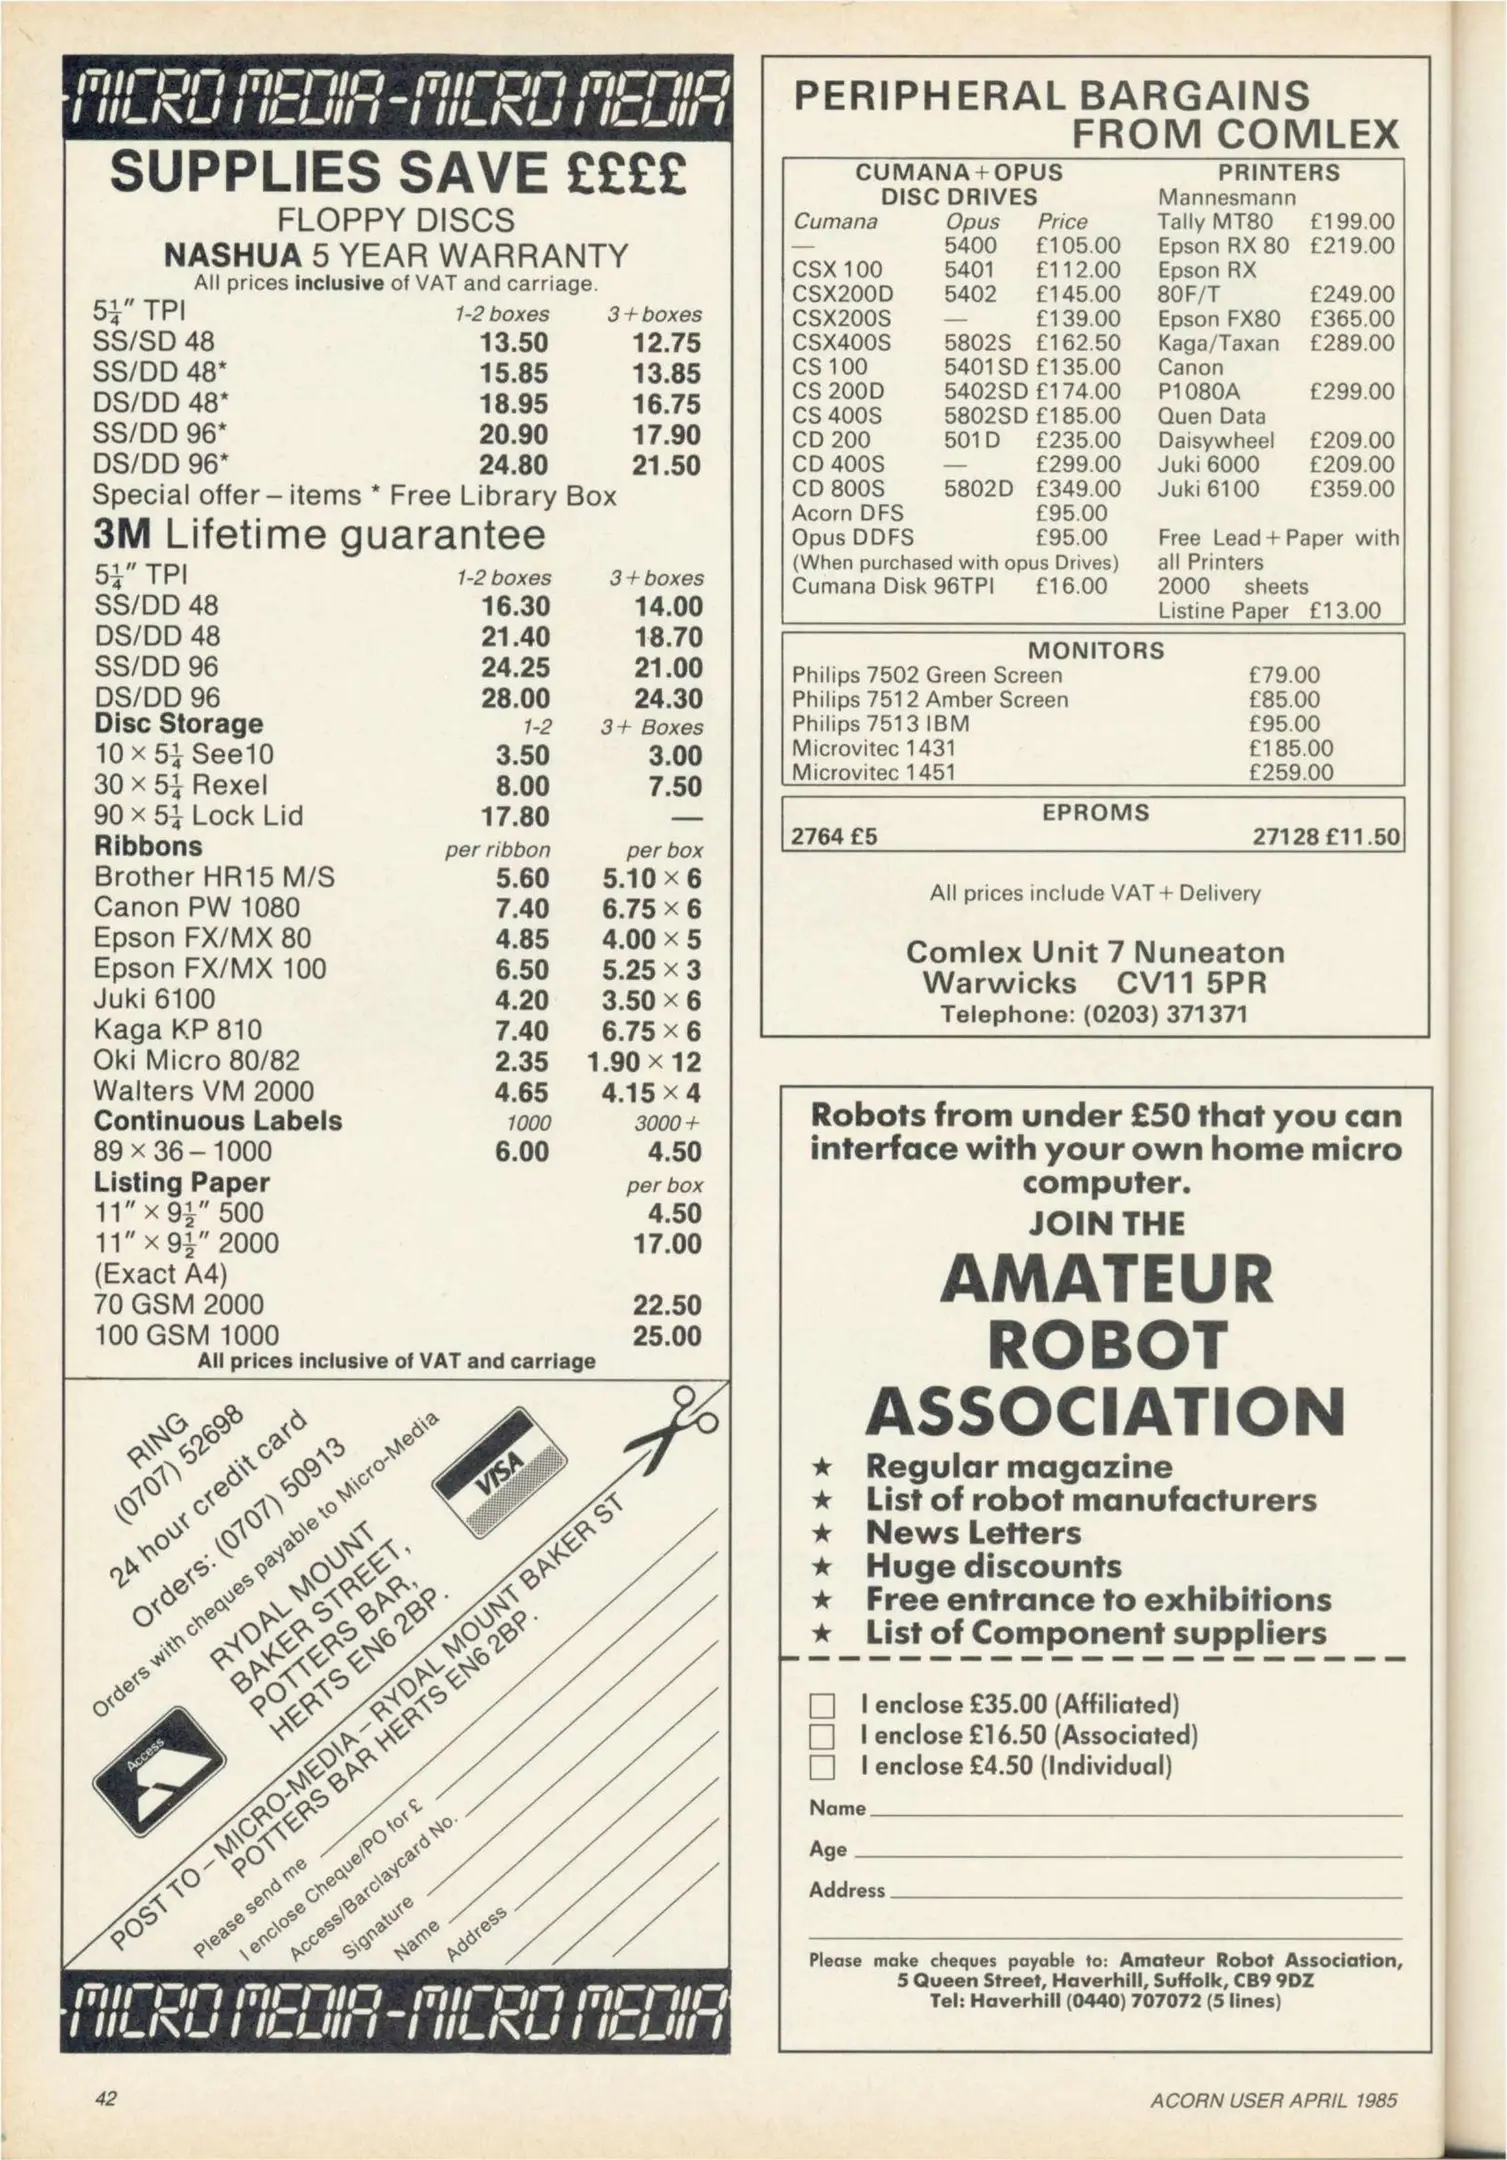 MICRO MEDIA-MICRO MEDIA
SUPPLIES SAVE ££££
FLOPPY DISCS
NASHUA 5 YEAR WARRANTY
All prices inclusive of VAT and carriage.
5¼" TPI 1-2 boxes 3+boxes
SS/SD 48 13.50 12.75
SS/DD 48* 15.85 13.85
DS/DD 48* 18.95 16.75
SS/DD 96* 20.90 17.90
DS/DD 96* 24.80 21.50
Special offer – items * Free Library Box
3M Lifetime guarantee
5¼" TPI 1-2 boxes 3+boxes
SS/DD 48 16.30 14.00
DS/DD 48 21.40 18.70
SS/DD 96 24.25 21.00
DS/DD 96 28.00 24.30
Disc Storage 1-2 3+ Boxes
10 × 5¼ See10 3.50 3.00
30 × 5¼ Rexel 8.00 7.50
90 × 5¼ Lock Lid 17.80 —
Ribbons per ribbon per box
Brother HR15 M/S 5.60 5.10 × 6
Canon PW 1080 7.40 6.75 × 6
Epson FX/MX 80 4.85 4.00 × 5
Epson FX/MX 100 6.50 5.25 × 3
Juki 6100 4.20 3.50 × 6
Kaga KP 810 7.40 6.75 × 6
Oki Micro 80/82 2.35 1.90 × 12
Walters VM 2000 4.65 4.15 × 4
Continuous Labels 1000 3000+
89 × 36 – 1000 6.00 4.50
Listing Paper per box
11" × 9½" 500 4.50
11" × 9½" 2000 17.00
(Exact A4)
70 GSM 2000 22.50
100 GSM 1000 25.00
All prices inclusive of VAT and carriage
RING
(0707) 52698
24 hour credit card
Orders: (0707) 50913
Orders with cheques payable to Micro-Media
RYDAL MOUNT
BAKER STREET,
POTTERS BAR,
HERTS EN6 2BP.
VISA
Access
POST TO – MICRO-MEDIA – RYDAL MOUNT BAKER ST
POTTERS BAR HERTS EN6 2BP.
Please send me
I enclose Cheque/PO for £
Access/Barclaycard No.
Signature
Name
Address
MICRO MEDIA-MICRO MEDIA
PERIPHERAL BARGAINS
FROM COMLEX
CUMANA+OPUS
DISC DRIVES
Cumana Opus Price
— 5400 £105.00
CSX 100 5401 £112.00
CSX200D 5402 £145.00
CSX200S — £139.00
CSX400S 5802S £162.50
CS 100 5401SD £135.00
CS 200D 5402SD £174.00
CS 400S 5802SD £185.00
CD 200 501D £235.00
CD 400S — £299.00
CD 800S 5802D £349.00
Acorn DFS £95.00
Opus DDFS £95.00
(When purchased with opus Drives)
Cumana Disk 96TPI £16.00
PRINTERS
Mannesmann
Tally MT80 £199.00
Epson RX 80 £219.00
Epson RX
80F/T £249.00
Epson FX80 £365.00
Kaga/Taxan £289.00
Canon
P1080A £299.00
Quen Data
Daisywheel £209.00
Juki 6000 £209.00
Juki 6100 £359.00
Free Lead + Paper with
all Printers
2000 sheets
Listine Paper £13.00
MONITORS
Philips 7502 Green Screen £79.00
Philips 7512 Amber Screen £85.00
Philips 7513 IBM £95.00
Microvitec 1431 £185.00
Microvitec 1451 £259.00
EPROMS
2764 £5 27128 £11.50
All prices include VAT + Delivery
Comlex Unit 7 Nuneaton
Warwicks CV11 5PR
Telephone: (0203) 371371
Robots from under £50 that you can
interface with your own home micro
computer.
JOIN THE
AMATEUR
ROBOT
ASSOCIATION
★ Regular magazine
★ List of robot manufacturers
★ News Letters
★ Huge discounts
★ Free entrance to exhibitions
★ List of Component suppliers
I enclose £35.00 (Affiliated)
I enclose £16.50 (Associated)
I enclose £4.50 (Individual)
Name
Age
Address
Please make cheques payable to: Amateur Robot Association,
5 Queen Street, Haverhill, Suffolk, CB9 9DZ
Tel: Haverhill (0440) 707072 (5 lines)
42
ACORN USER APRIL 1985